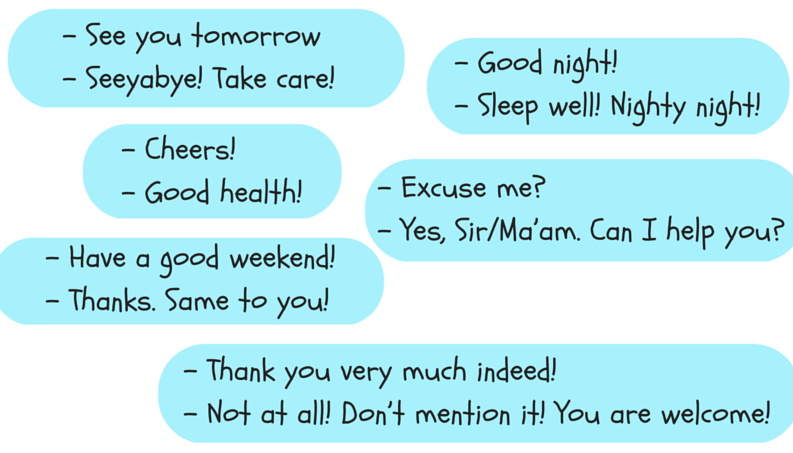 – See you tomorrow
– Seeyabye! Take care!
– Good night!
– Sleep well! Nighty night!
– Cheers!
– Good health!
– Excuse me?
– Yes, Sir/Ma'am. Can I help you?
– Have a good weekend!
– Thanks. Same to you!
– Thank you very much indeed!
– Not at all! Don't mention it! You are welcome!